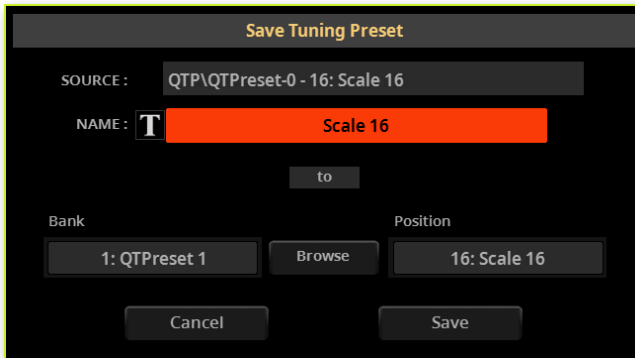 Save Tuning Preset
SOURCE : QTP\QTPreset-0 - 16: Scale 16
NAME : T Scale 16
to
Bank Position
1: QTPreset 1 Browse 16: Scale 16
Cancel Save